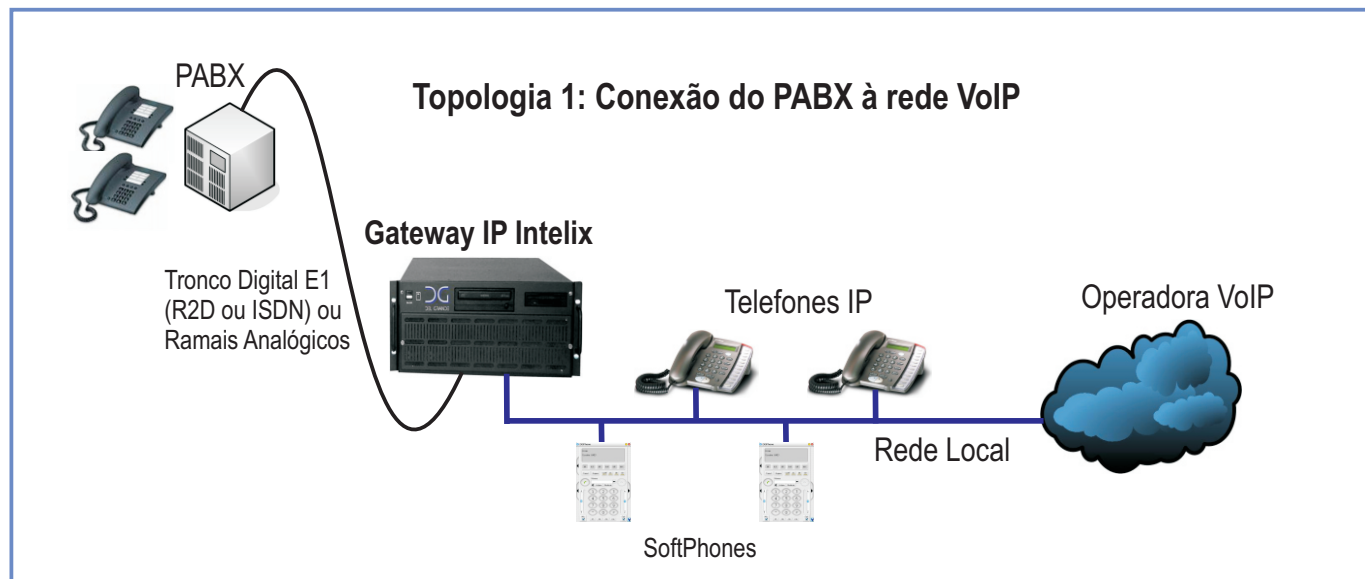 PABX
Topologia 1: Conexão do PABX à rede VoIP
Gateway IP Intelix
Tronco Digital E1
(R2D ou ISDN) ou
Ramais Analógicos
Telefones IP
Operadora VoIP
Rede Local
SoftPhones